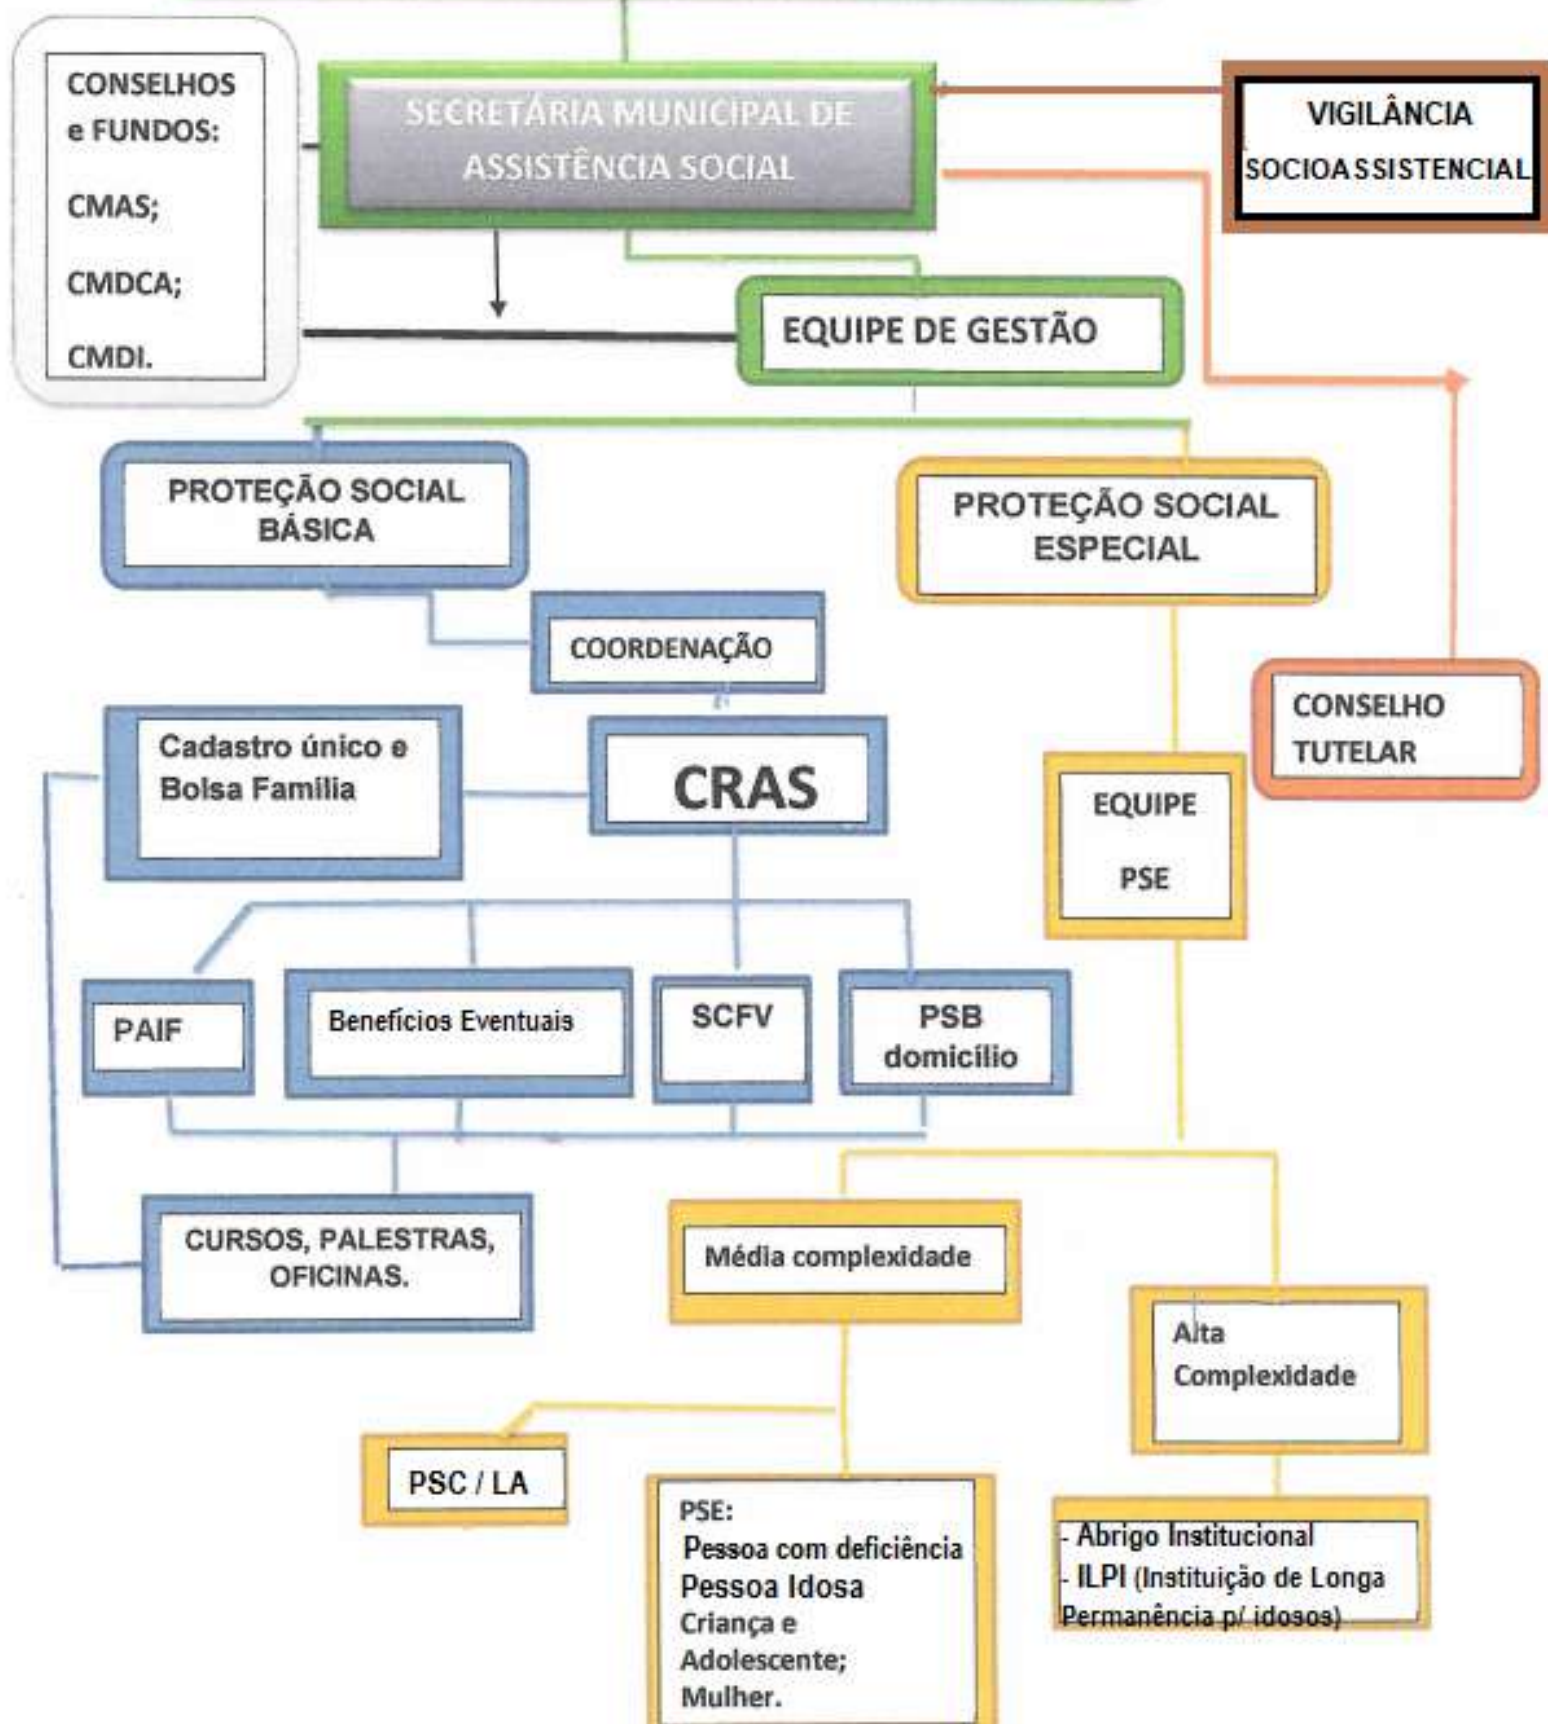 CONSELHOS
e FUNDOS:
CMAS;
CMDCA;
CMDI.
SECRETÁRIA MUNICIPAL DE
ASSISTÊNCIA SOCIAL
VIGILÂNCIA
SOCIOASSISTENCIAL
EQUIPE DE GESTÃO
PROTEÇÃO SOCIAL
BÁSICA
PROTEÇÃO SOCIAL
ESPECIAL
COORDENAÇÃO
CONSELHO
TUTELAR
Cadastro único e
Bolsa Família
CRAS
EQUIPE
PSE
PAIF
Benefícios Eventuais
SCFV
PSB
domicílio
CURSOS, PALESTRAS,
OFICINAS.
Média complexidade
Alta
Complexidade
PSC / LA
PSE:
Pessoa com deficiência
Pessoa Idosa
Criança e
Adolescente;
Mulher.
- Abrigo Institucional
- ILPI (Instituição de Longa
Permanência p/ idosos)